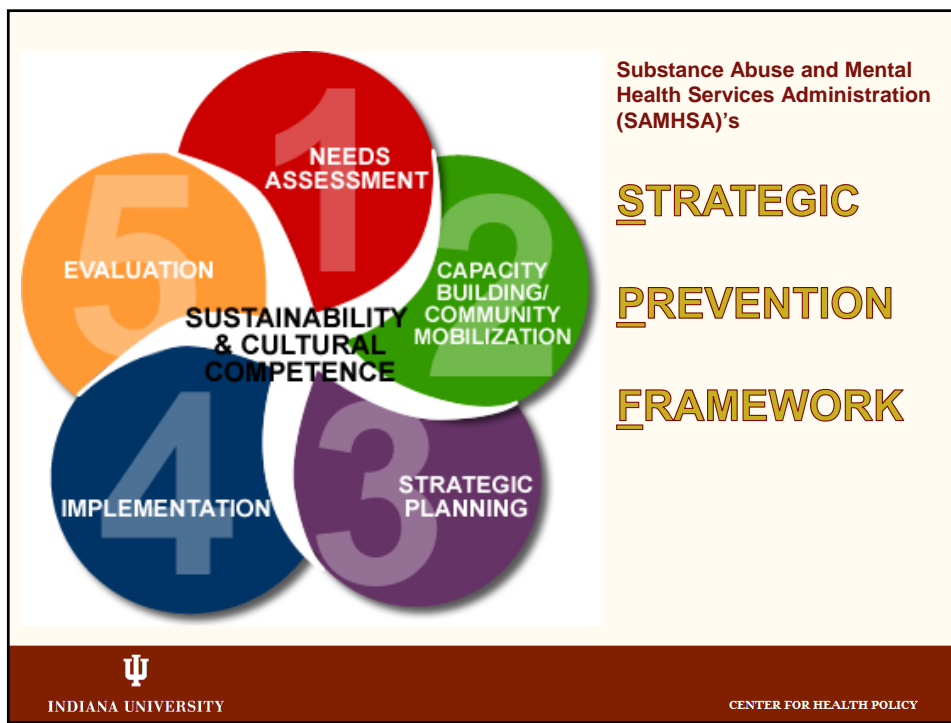 Substance Abuse and Mental
Health Services Administration
(SAMHSA)'s
STRATEGIC
PREVENTION
FRAMEWORK
1
NEEDS
ASSESSMENT
2
CAPACITY
BUILDING/
COMMUNITY
MOBILIZATION
3
STRATEGIC
PLANNING
4
IMPLEMENTATION
5
EVALUATION
SUSTAINABILITY
& CULTURAL
COMPETENCE
INDIANA UNIVERSITY
CENTER FOR HEALTH POLICY